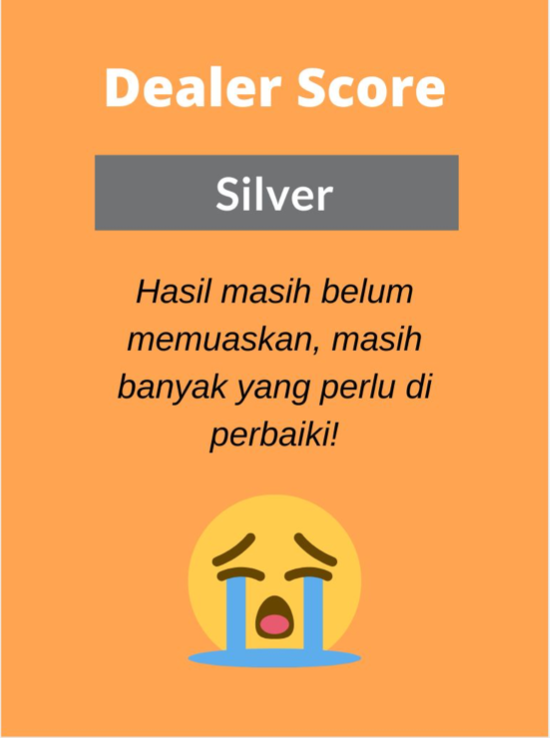 Dealer Score
Silver
Hasil masih belum
memuaskan, masih
banyak yang perlu di
perbaiki!